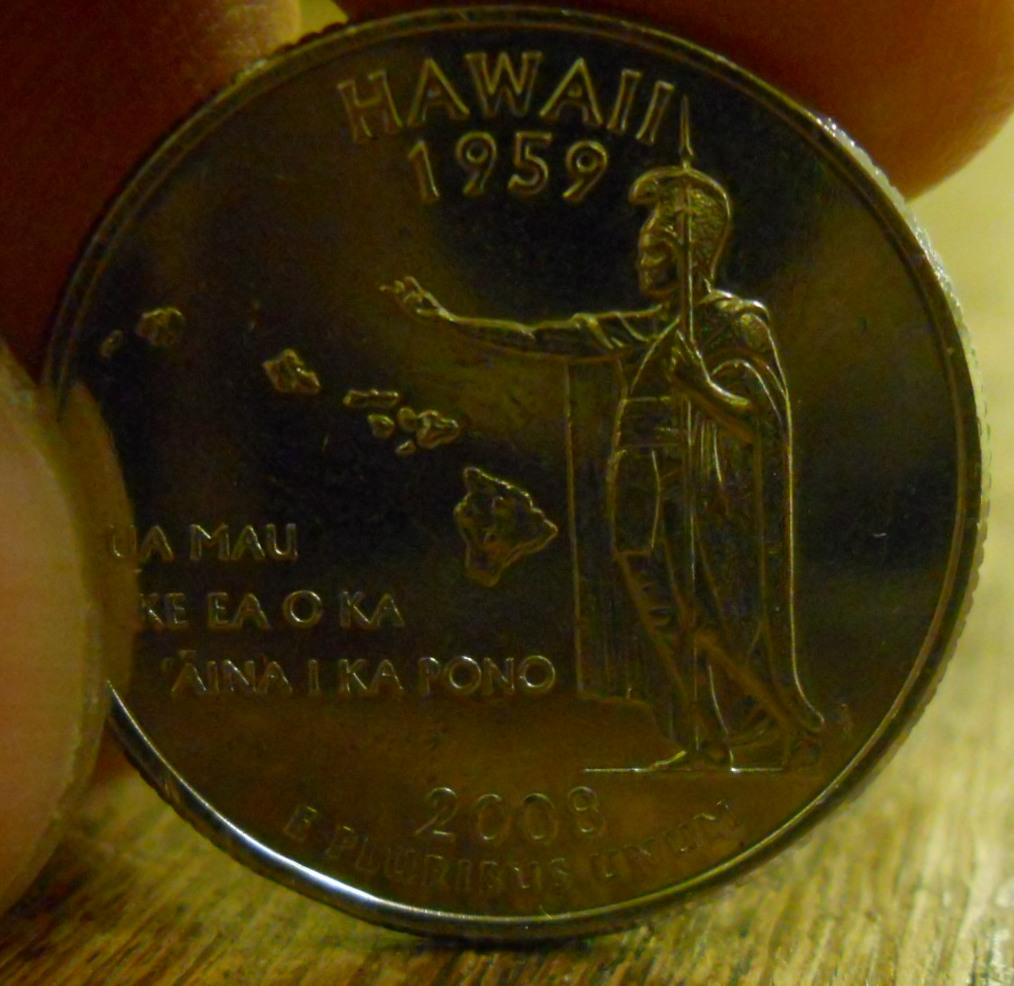 HAWAII
1959
UA MAU
KE EA O KA
ʻĀINA I KA PONO
2008
E PLURIBUS UNUM